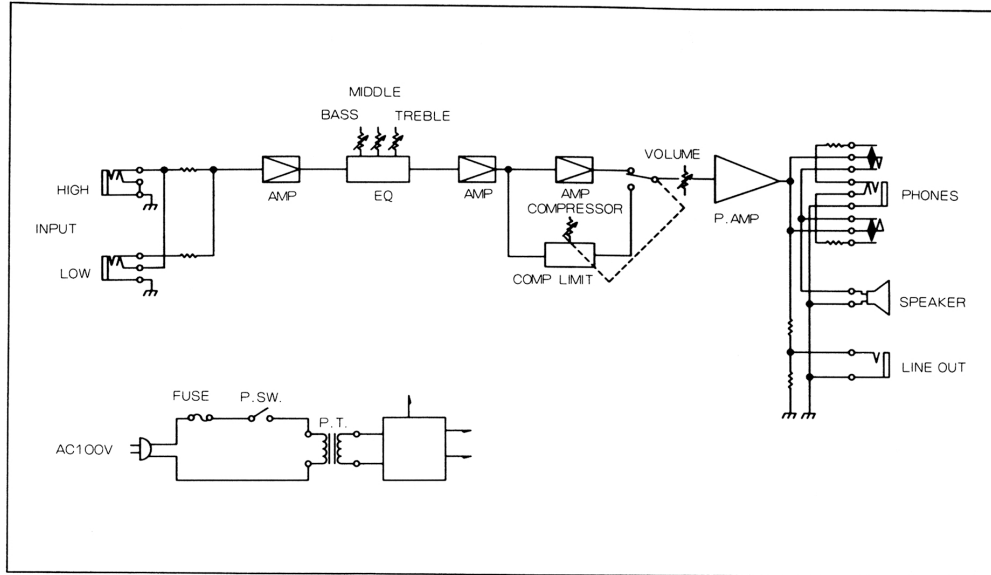 MIDDLE
BASS
TREBLE
VOLUME
HIGH
AMP
EQ
AMP
AMP
P.AMP
PHONES
COMPRESSOR
INPUT
LOW
COMP LIMIT
SPEAKER
LINE OUT
FUSE
P.SW.
P.T.
AC100V